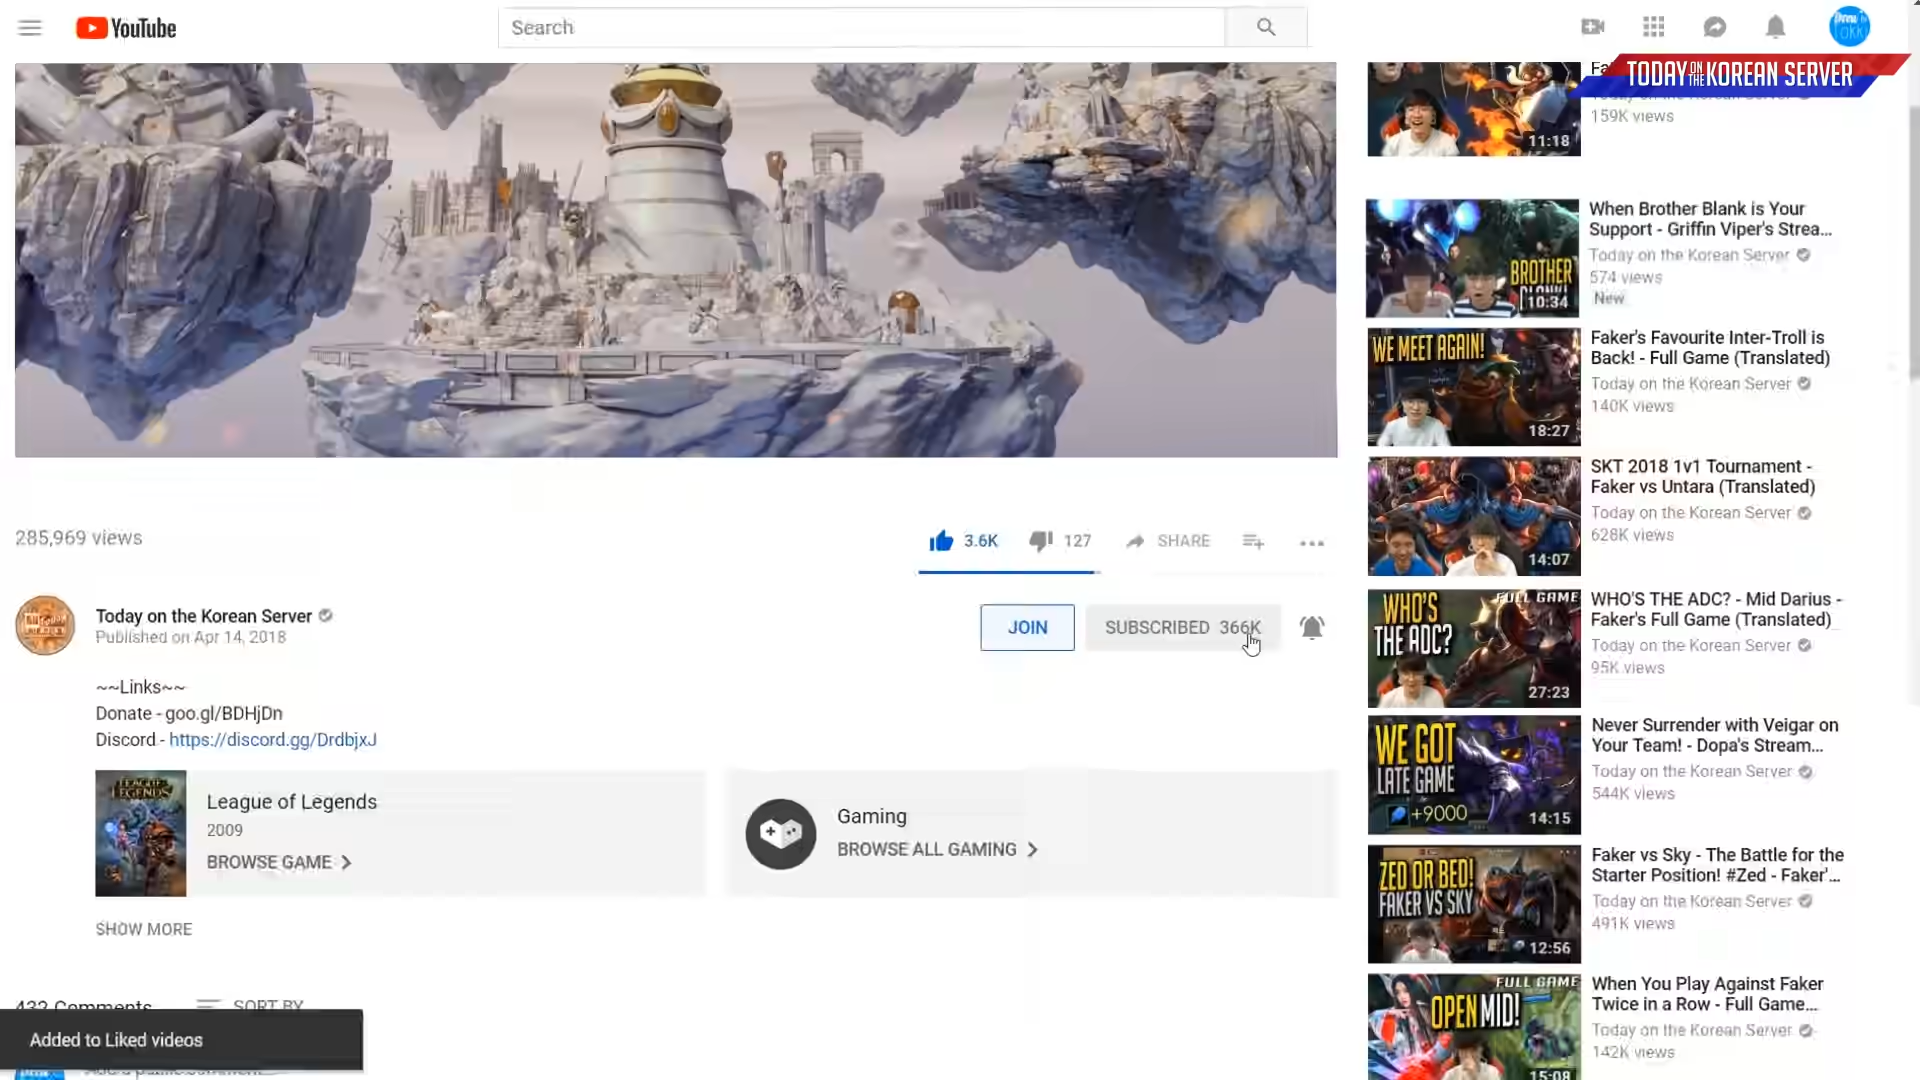 YouTube
Search
TODAY ON THE KOREAN SERVER
159K views
11:18
When Brother Blank is Your
Support - Griffin Viper's Strea...
Today on the Korean Server
574 views
New
BROTHER
10:34
Faker's Favourite Inter-Troll is
Back! - Full Game (Translated)
Today on the Korean Server
140K views
WE MEET AGAIN!
18:27
SKT 2018 1v1 Tournament -
Faker vs Untara (Translated)
Today on the Korean Server
628K views
14:07
285,969 views
3.6K
127
SHARE
Today on the Korean Server
Published on Apr 14, 2018
JOIN
SUBSCRIBED 366K
~~Links~~
Donate - goo.gl/BDHjDn
Discord - https://discord.gg/DrdbjxJ
LEAGUE OF LEGENDS
League of Legends
2009
BROWSE GAME
Gaming
BROWSE ALL GAMING
SHOW MORE
432 Comments
SORT BY
Added to Liked videos
FULL GAME
WHO'S
THE ADC?
27:23
WHO'S THE ADC? - Mid Darius -
Faker's Full Game (Translated)
Today on the Korean Server
95K views
WE GOT
LATE GAME
+9000
14:15
Never Surrender with Veigar on
Your Team! - Dopa's Stream...
Today on the Korean Server
544K views
ZED OR BED!
FAKER VS SKY
12:56
Faker vs Sky - The Battle for the
Starter Position! #Zed - Faker'...
Today on the Korean Server
491K views
FULL GAME
OPEN MID!
15:08
When You Play Against Faker
Twice in a Row - Full Game...
Today on the Korean Server
142K views